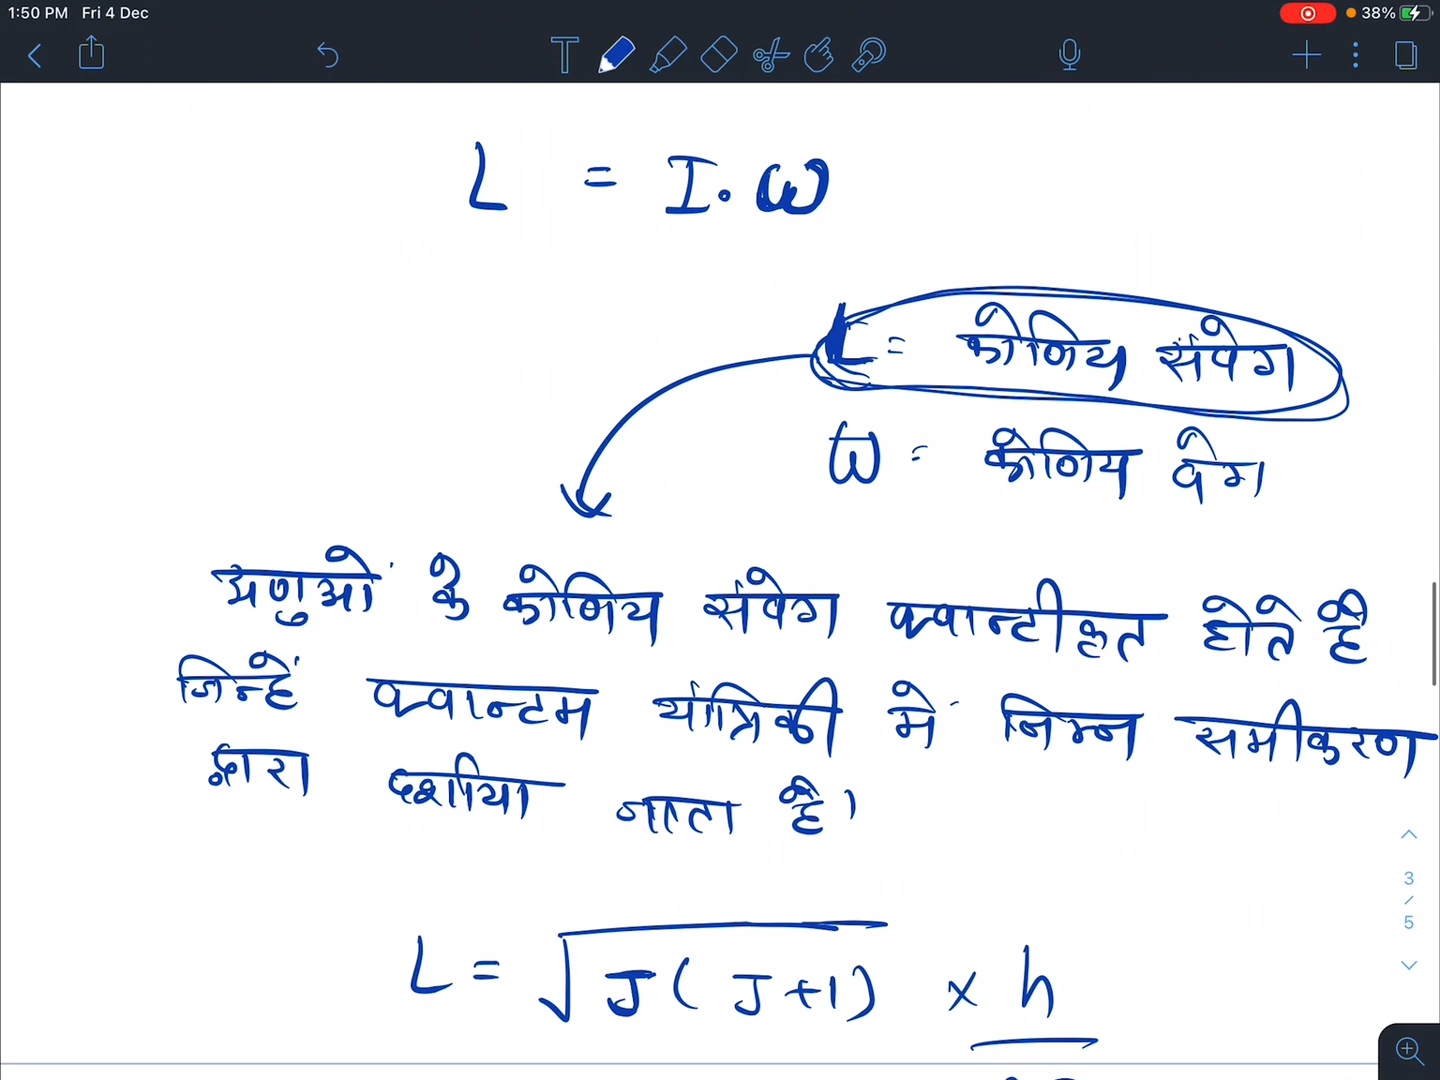 1:50 PM Fri 4 Dec
38%
T
L = I.ω
L = कोणिय संवेग
ω = कोणिय वेग
अणुओं के कोणिय संवेग क्वान्टीकृत होते है
जिन्हें क्वान्टम यांत्रिकी में निम्न समीकरण
द्वारा दर्शाया जाता है।
3
/
5
L = √J(J+1) × h